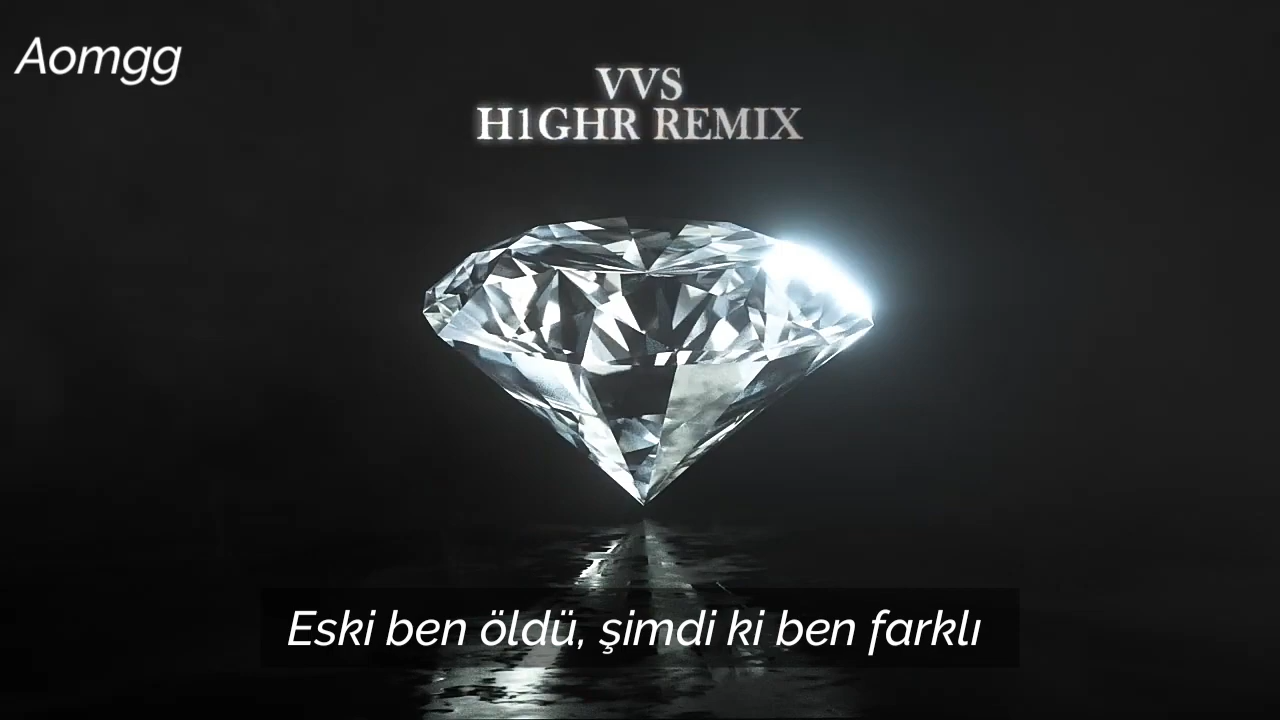 Aomgg
VVS
H1GHR REMIX
Eski ben öldü, şimdi ki ben farklı